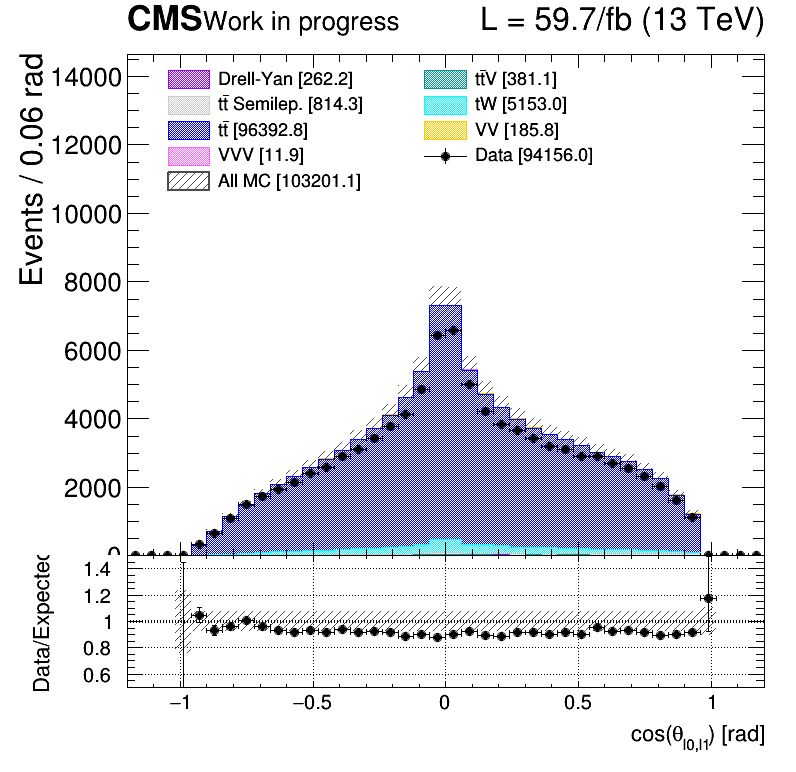 CMS Work in progress L = 59.7/fb (13 TeV)
Events / 0.06 rad
14000
12000
10000
8000
6000
4000
2000
0
Drell-Yan [262.2]
tt̄ Semilep. [814.3]
tt̄ [96392.8]
VVV [11.9]
All MC [103201.1]
tt̄V [381.1]
tW [5153.0]
VV [185.8]
Data [94156.0]
Data/Expected
1.4
1.2
1
0.8
0.6
−1 −0.5 0 0.5 1
cos(θl0,l1) [rad]